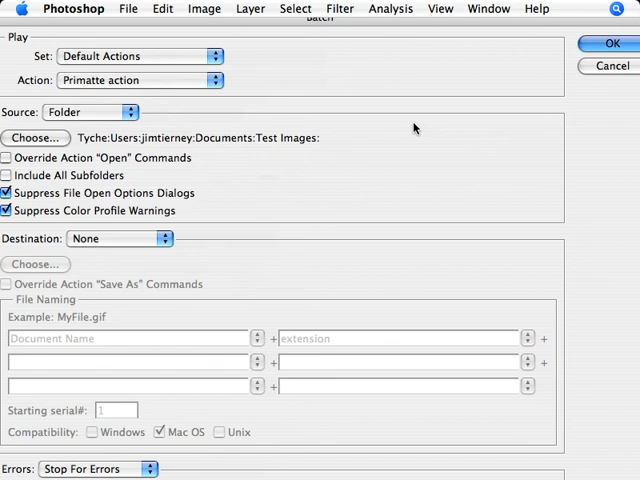 Photoshop File Edit Image Layer Select Filter Analysis View Window Help
Batch
Play
OK
Set: Default Actions
Cancel
Action: Primatte action
Source: Folder
Choose... Tyche:Users:jimtierney:Documents:Test Images:
Override Action "Open" Commands
Include All Subfolders
Suppress File Open Options Dialogs
Suppress Color Profile Warnings
Destination: None
Choose...
Override Action "Save As" Commands
File Naming
Example: MyFile.gif
Document Name + extension +
+ +
+
Starting serial#: 1
Compatibility: Windows Mac OS Unix
Errors: Stop For Errors